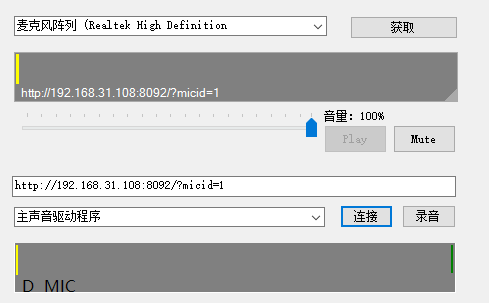 麦克风阵列 (Realtek High Definition
获取
http://192.168.31.108:8092/?micid=1
音量: 100%
Play
Mute
http://192.168.31.108:8092/?micid=1
主声音驱动程序
连接
录音
D_MIC